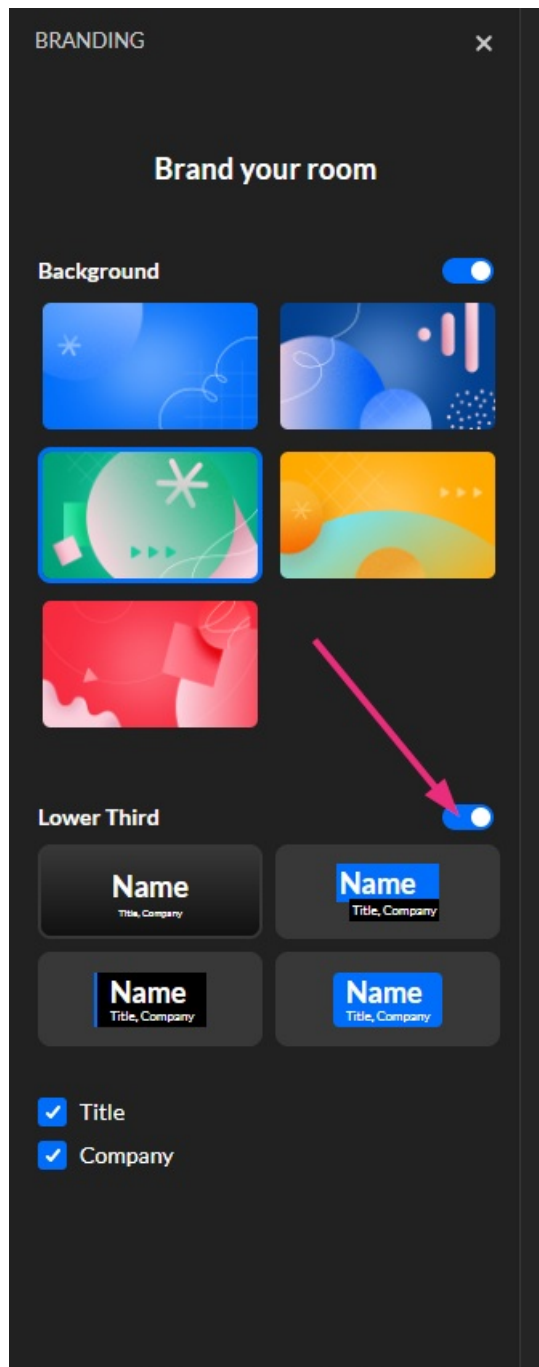 BRANDING
Brand your room
Background
Lower Third
Name
Title, Company
Name
Title, Company
Name
Title, Company
Name
Title, Company
Title
Company